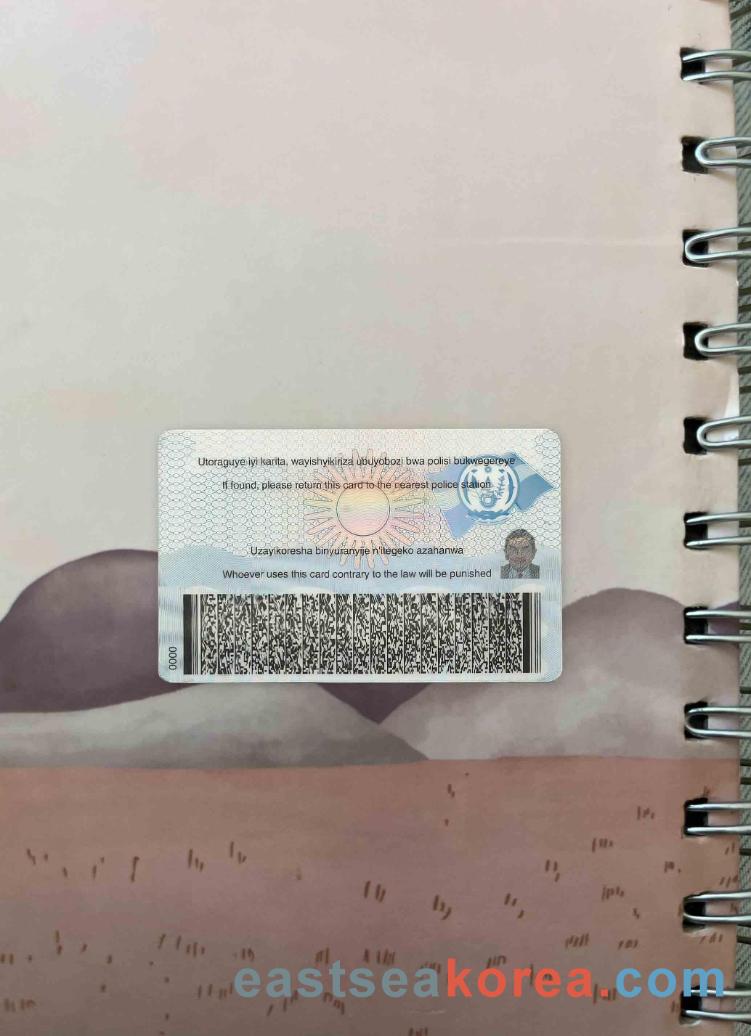 Utoraguye iyi karita, wayishyikiriza ubuyobozi bwa polisi bukwegereye
If found, please return this card to the nearest police station
Uzayikoresha binyuranyije n'itegeko azahanwa
Whoever uses this card contrary to the law will be punished
0000
eastseakorea.com